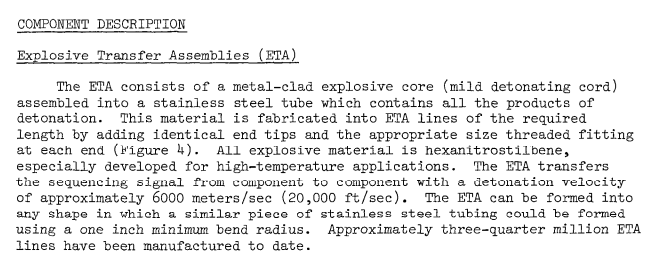 COMPONENT DESCRIPTION
Explosive Transfer Assemblies (ETA)
The ETA consists of a metal-clad explosive core (mild detonating cord)
assembled into a stainless steel tube which contains all the products of
detonation. This material is fabricated into ETA lines of the required
length by adding identical end tips and the appropriate size threaded fitting
at each end (Figure 4). All explosive material is hexanitrostilbene,
especially developed for high-temperature applications. The ETA transfers
the sequencing signal from component to component with a detonation velocity
of approximately 6000 meters/sec (20,000 ft/sec). The ETA can be formed into
any shape in which a similar piece of stainless steel tubing could be formed
using a one inch minimum bend radius. Approximately three-quarter million ETA
lines have been manufactured to date.